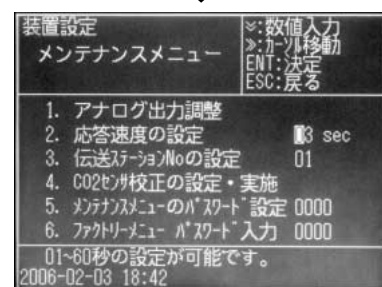 装置設定
メンテナンスメニュー
︾:数値入力
≫:カーソル移動
ENT:決定
ESC:戻る
1. アナログ出力調整
2. 応答速度の設定 03 sec
3. 伝送ステーションNoの設定 01
4. CO2センサ校正の設定・実施
5. メンテナンスメニューのパスワード設定 0000
6. ファクトリーメニュー パスワード入力 0000
01~60秒の設定が可能です。
2006-02-03 18:42